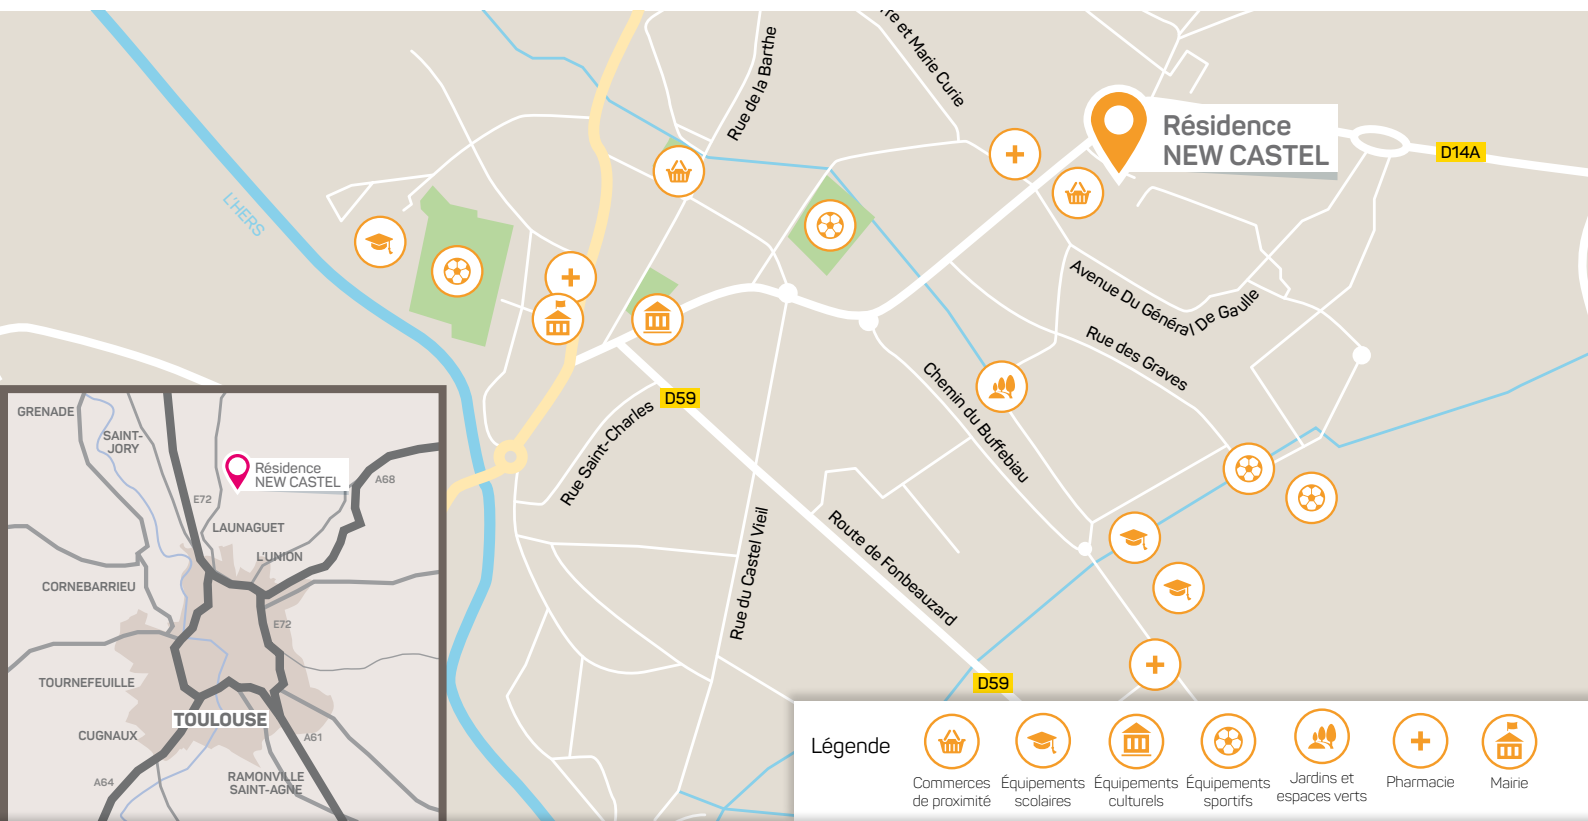 Rue de la Barthe
rre et Marie Curie
Résidence
NEW CASTEL
D14A
L'HERS
Avenue Du Général De Gaulle
Rue des Graves
Chemin du Buffebiau
D59
Rue Saint-Charles
Rue du Castel Vieil
Route de Fonbeauzard
D59
GRENADE
SAINT-
JORY
Résidence
NEW CASTEL
A68
E72
LAUNAGUET
L'UNION
CORNEBARRIEU
E72
TOURNEFEUILLE
TOULOUSE
CUGNAUX
A61
A64
RAMONVILLE
SAINT-AGNE
Légende
Commerces
de proximité
Équipements
scolaires
Équipements
culturels
Équipements
sportifs
Jardins et
espaces verts
Pharmacie
Mairie